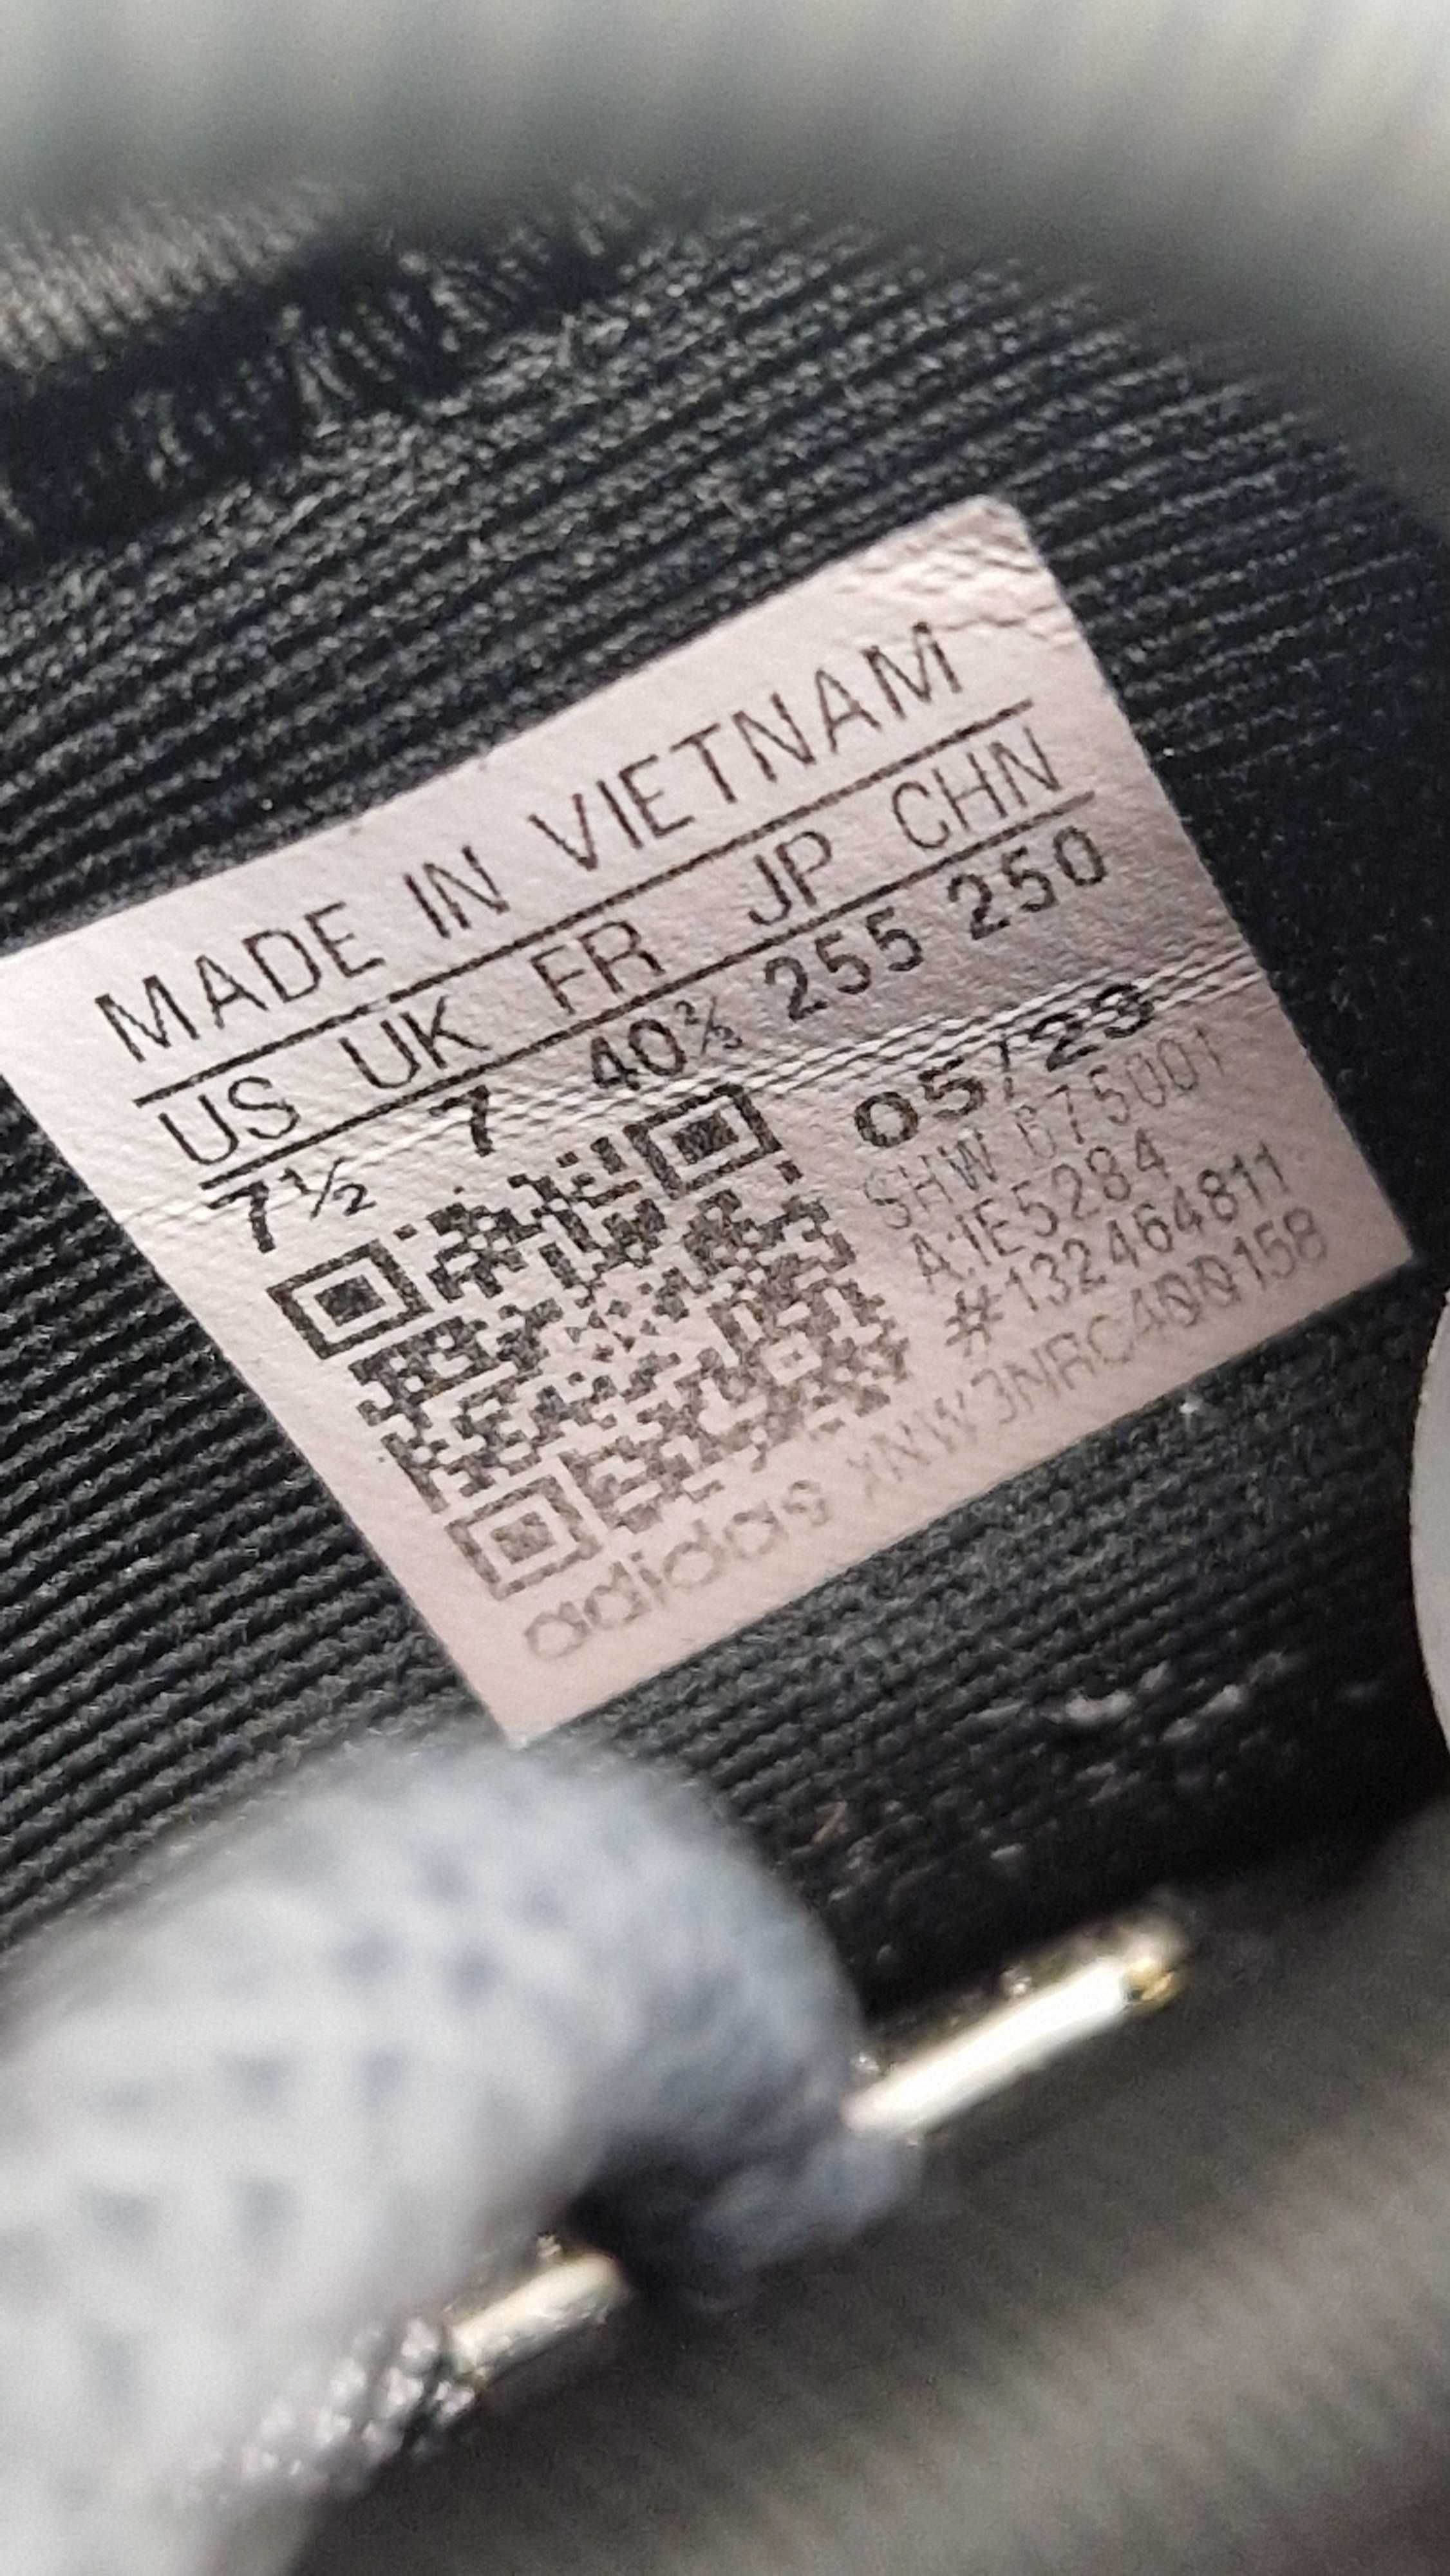 MADE IN VIETNAM
US UK FR JP CHN
7½ 7 40⅔ 255 250
05/23
SHW 675001
A:IE5284
#132464811
adidas XNW3NRC4QQ158